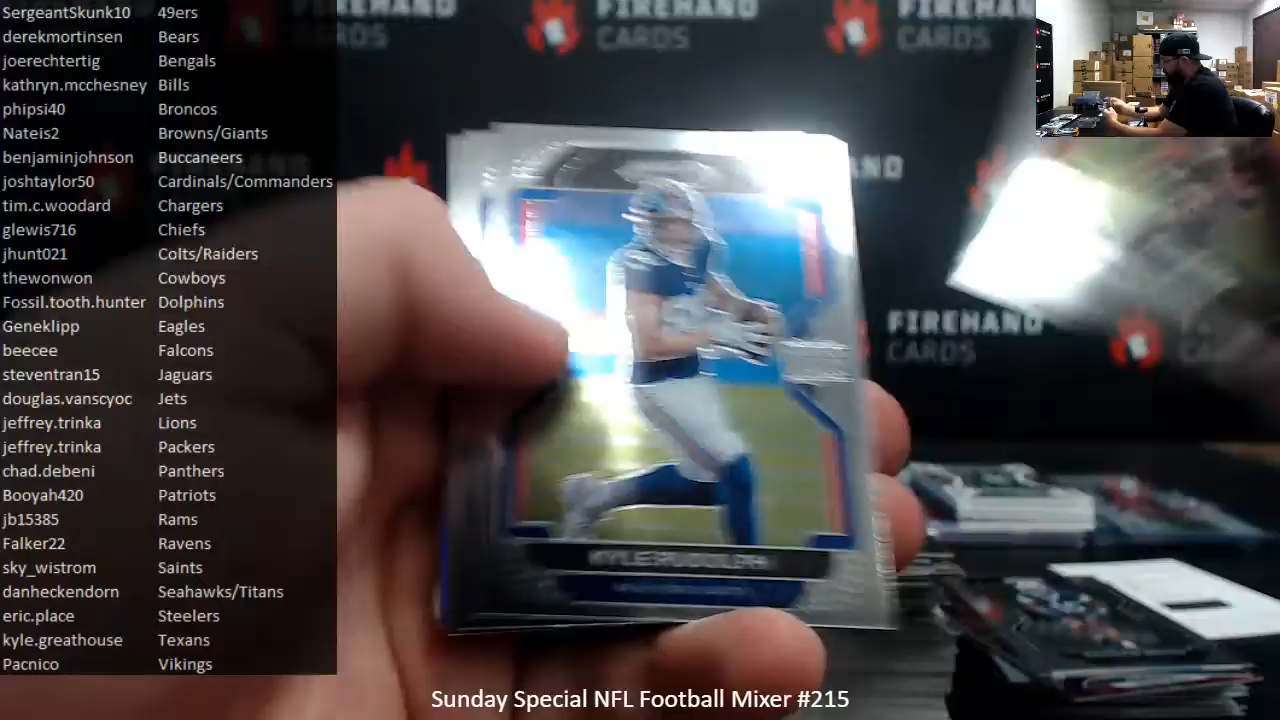 SergeantSkunk10 49ers
derekmortinsen Bears
joerechtertig Bengals
kathryn.mcchesney Bills
phipsi40 Broncos
Nateis2 Browns/Giants
benjaminjohnson Buccaneers
joshtaylor50 Cardinals/Commanders
tim.c.woodard Chargers
glewis716 Chiefs
jhunt021 Colts/Raiders
thewonwon Cowboys
Fossil.tooth.hunter Dolphins
Geneklipp Eagles
beecee Falcons
steventran15 Jaguars
douglas.vanscyoc Jets
jeffrey.trinka Lions
jeffrey.trinka Packers
chad.debeni Panthers
Booyah420 Patriots
jb15385 Rams
Falker22 Ravens
sky_wistrom Saints
danheckendorn Seahawks/Titans
eric.place Steelers
kyle.greathouse Texans
Pacnico Vikings
FIREHAND
CARDS
FIREHAND
CARDS
FIREHAND
CARDS
KYLE RUDOLPH
Sunday Special NFL Football Mixer #215